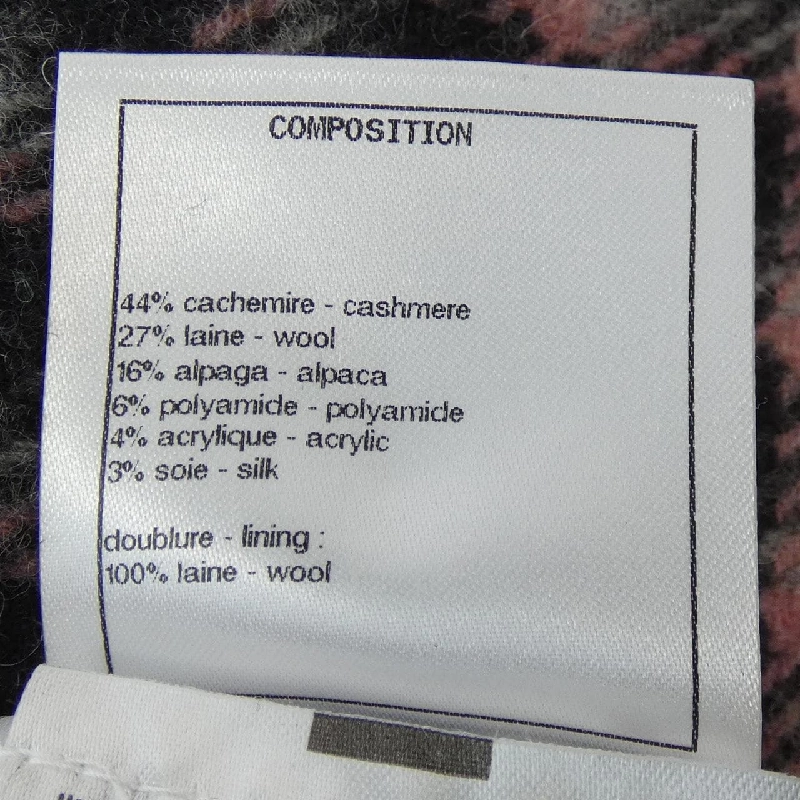 COMPOSITION
44% cachemire - cashmere
27% laine - wool
16% alpaga - alpaca
6% polyamide - polyamide
4% acrylique - acrylic
3% soie - silk
doublure - lining :
100% laine - wool